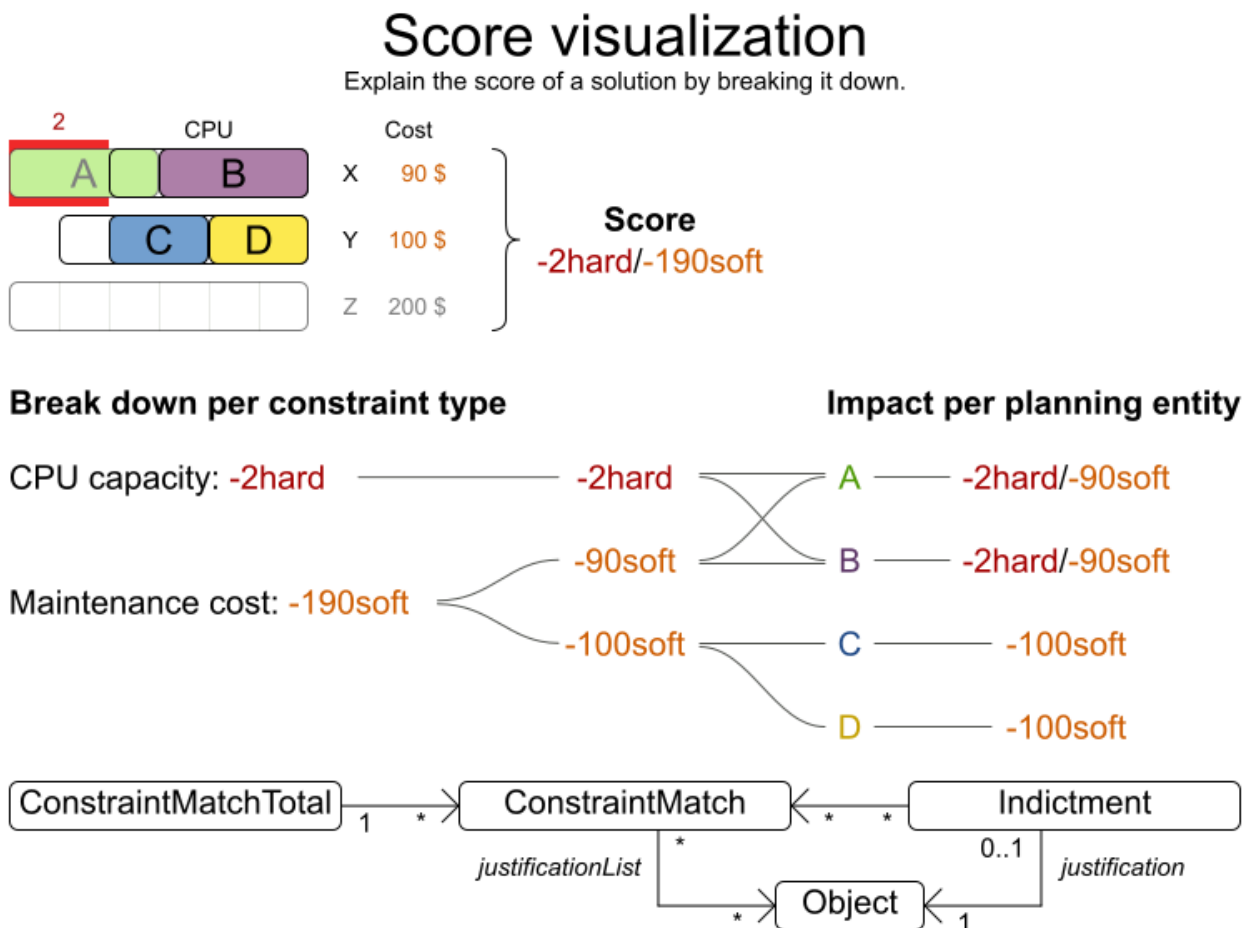 Score visualization
Explain the score of a solution by breaking it down.
2 CPU Cost
A B X 90 $
C D Y 100 $
Z 200 $
Score
-2hard/-190soft
Break down per constraint type Impact per planning entity
CPU capacity: -2hard -2hard A -2hard/-90soft
-90soft B -2hard/-90soft
Maintenance cost: -190soft
-100soft C -100soft
D -100soft
ConstraintMatchTotal 1 * ConstraintMatch * * Indictment
* 0..1
justificationList justification
* Object 1